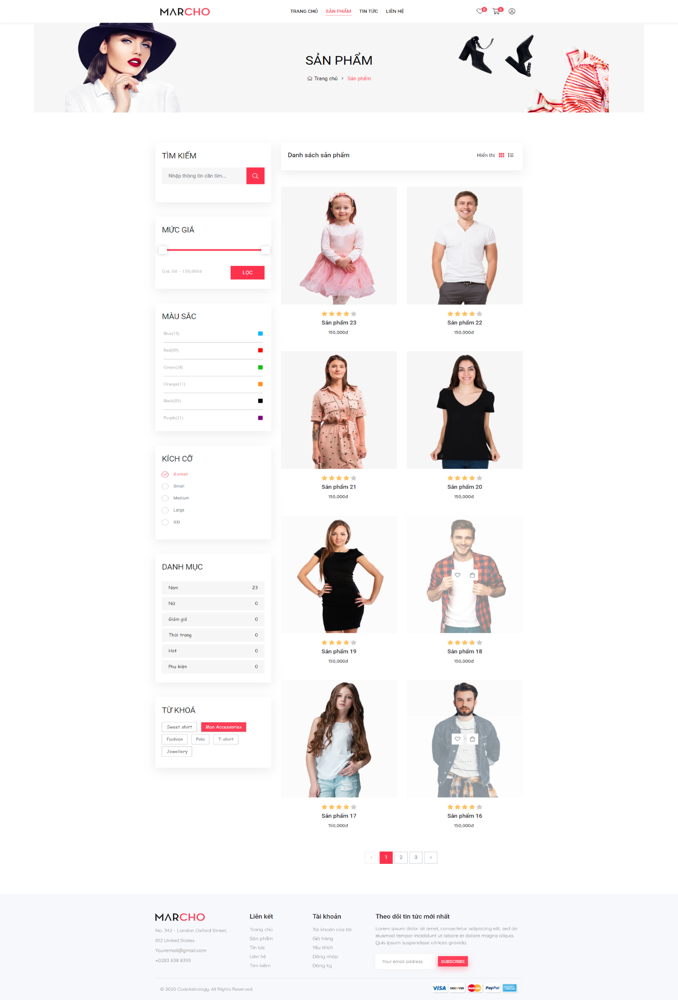 MARCHO
TRANG CHỦ SẢN PHẨM TIN TỨC LIÊN HỆ
0 0
SẢN PHẨM
Trang chủ › Sản phẩm
TÌM KIẾM
Nhập thông tin cần tìm...
MỨC GIÁ
Giá: 0đ - 150,000đ
LỌC
MÀU SẮC
Blue(15)
Red(09)
Green(28)
Orange(11)
Black(05)
Purple(21)
KÍCH CỠ
X-small
Small
Medium
Large
XXl
DANH MỤC
Nam 23
Nữ 0
Giảm giá 0
Thời trang 0
Hot 0
Phụ kiện 0
TỪ KHOÁ
Sweet shirt Man Accessories
Fashion Polo T-shirt
Jewellery
Danh sách sản phẩm
Hiển thị
Sản phẩm 23
150,000đ
Sản phẩm 22
150,000đ
Sản phẩm 21
150,000đ
Sản phẩm 20
150,000đ
Sản phẩm 19
150,000đ
Sản phẩm 18
150,000đ
Sản phẩm 17
150,000đ
Sản phẩm 16
150,000đ
‹ 1 2 3 ›
MARCHO
No. 342 - London Oxford Street,
012 United States
Youremail@gmail.com
+0283 838 8393
Liên kết
Trang chủ
Sản phẩm
Tin tức
Liên hệ
Tìm kiếm
Tài khoản
Tài khoản của tôi
Giỏ hàng
Yêu thích
Đăng nhập
Đăng ký
Theo dõi tin tức mới nhất
Lorem ipsum dolor sit amet, consectetur adipiscing elit, sed do
eiusmod tempor incididunt ut labore et dolore magna aliqua.
Quis ipsum suspendisse ultrices gravida.
Your email address
SUBSCRIBE
© 2020 CodeAstrology. All Rights Reserved.
VISA DISCOVER MasterCard PayPal